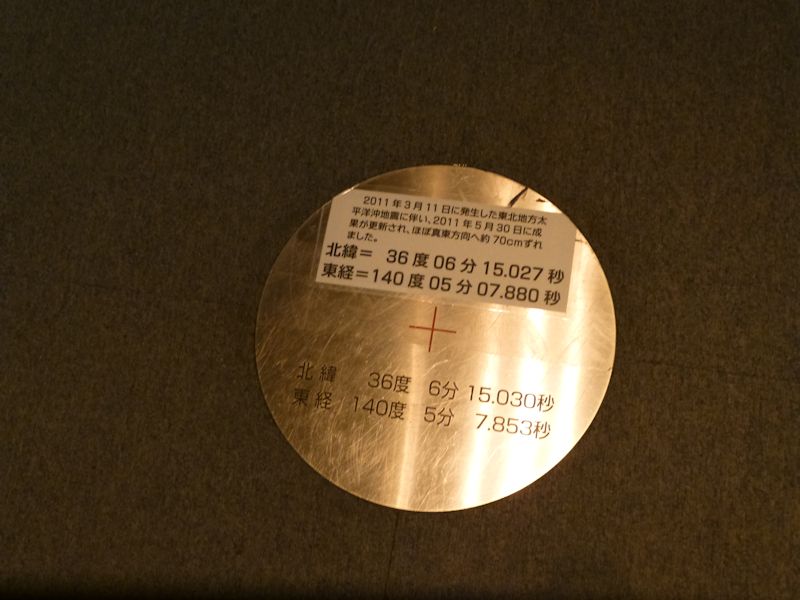 2011年3月11日に発生した東北地方太
平洋沖地震に伴い、2011年5月30日に成
果が更新され、ほぼ真東方向へ約70cmずれ
ました。
北緯＝ 36度06分15.027秒
東経＝140度05分07.880秒
北緯 36度 6分 15.030秒
東経 140度 5分 7.853秒